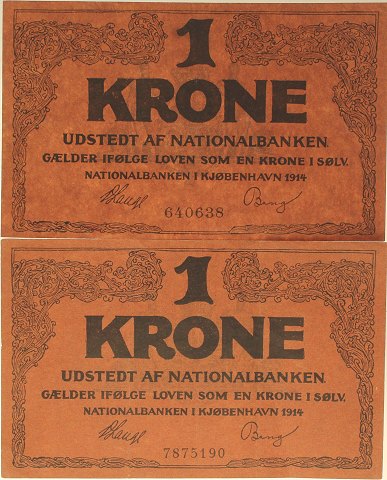 1
KRONE
UDSTEDT AF NATIONALBANKEN.
GÆLDER IFØLGE LOVEN SOM EN KRONE I SØLV.
NATIONALBANKEN I KJØBENHAVN 1914
640638
1
KRONE
UDSTEDT AF NATIONALBANKEN.
GÆLDER IFØLGE LOVEN SOM EN KRONE I SØLV.
NATIONALBANKEN I KJØBENHAVN 1914
7875190